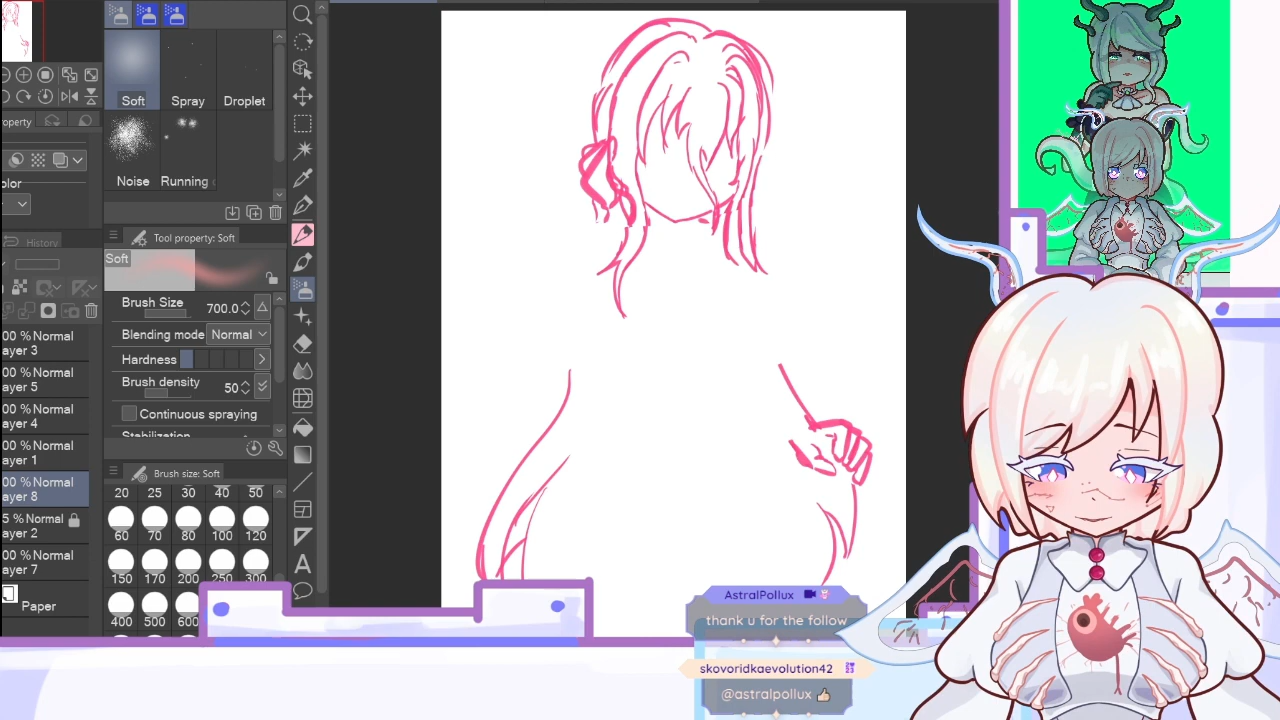 Soft
Spray
Droplet
Noise
Running
roperty
olor
History
Tool property: Soft
Soft
Brush Size
700.0
Blending mode
Normal
Hardness
Brush density
50
Continuous spraying
Stabilization
Brush size: Soft
20 25 30 40 50
60 70 80 100 120
150 170 200 250 300
400 500 600
00 % Normal
ayer 3
00 % Normal
ayer 5
00 % Normal
ayer 4
00 % Normal
ayer 1
00 % Normal
ayer 8
5 % Normal
ayer 2
00 % Normal
ayer 7
Paper
AstralPollux
thank u for the follow
skovoridkaevolution42
@astralpollux